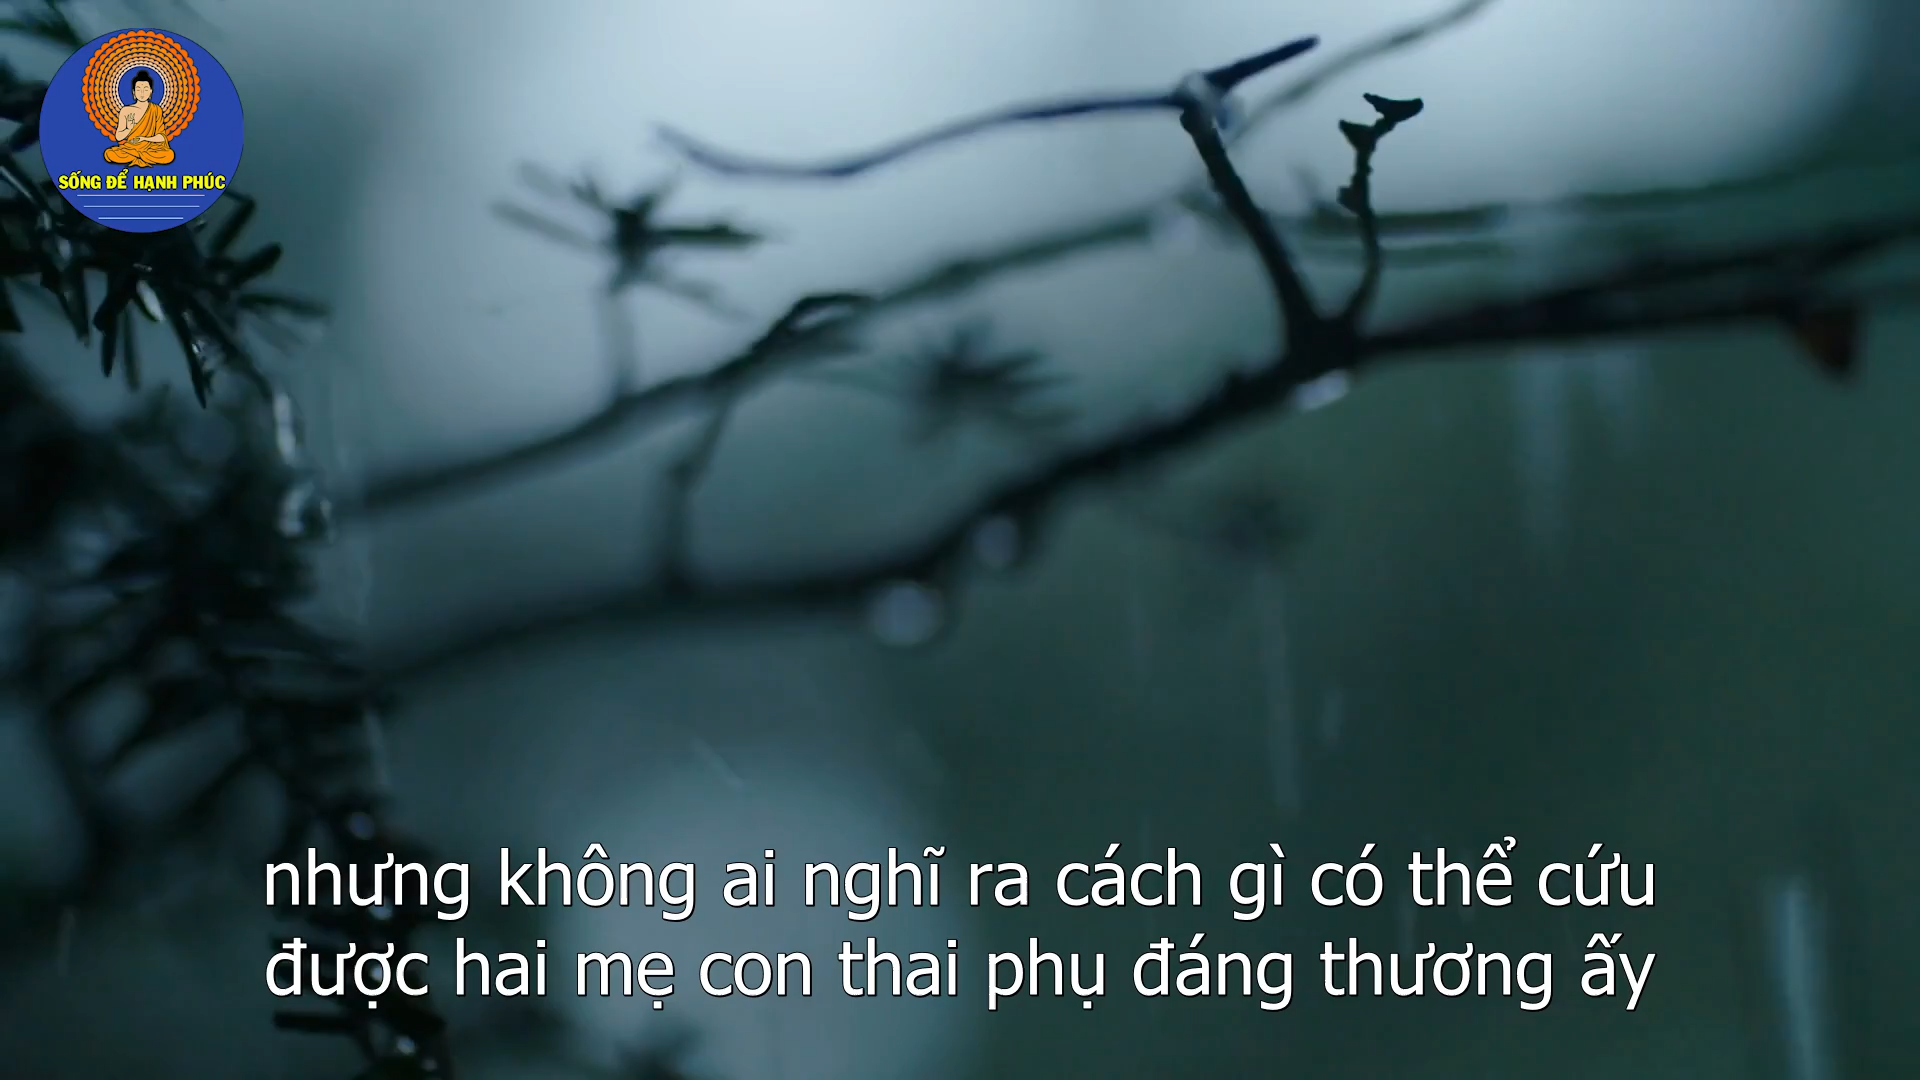 SỐNG ĐỂ HẠNH PHÚC
nhưng không ai nghĩ ra cách gì có thể cứu
được hai mẹ con thai phụ đáng thương ấy